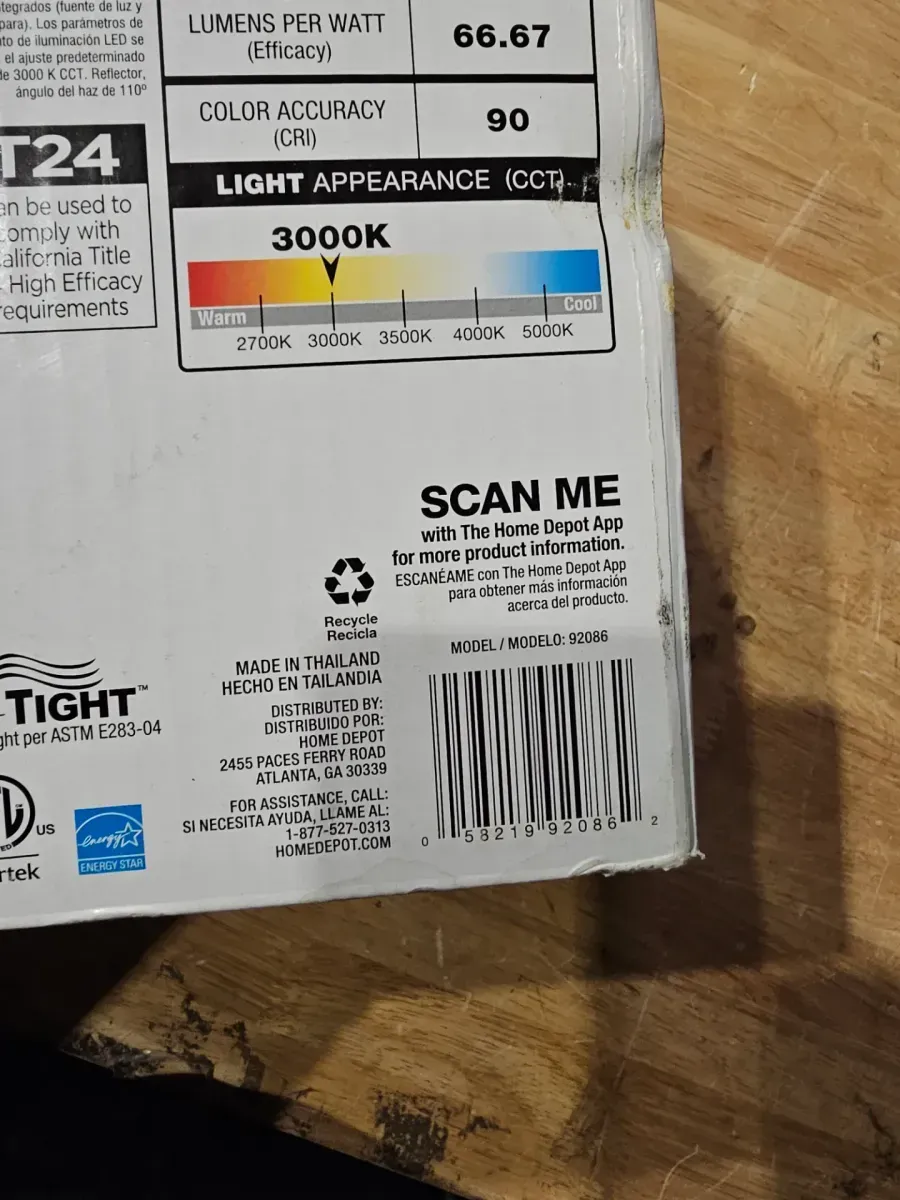 tegrados (fuente de luz y
para). Los parámetros de
to de iluminación LED se
el ajuste predeterminado
de 3000 K CCT. Reflector,
ángulo del haz de 110º
T24
an be used to
comply with
alifornia Title
High Efficacy
requirements
LUMENS PER WATT
(Efficacy)
66.67
COLOR ACCURACY
(CRI)
90
LIGHT APPEARANCE (CCT)
3000K
Warm
Cool
2700K 3000K 3500K 4000K 5000K
SCAN ME
with The Home Depot App
for more product information.
ESCANÉAME con The Home Depot App
para obtener más información
acerca del producto.
Recycle
Recicla
MODEL / MODELO: 92086
MADE IN THAILAND
HECHO EN TAILANDIA
DISTRIBUTED BY:
DISTRIBUIDO POR:
HOME DEPOT
2455 PACES FERRY ROAD
ATLANTA, GA 30339
FOR ASSISTANCE, CALL:
SI NECESITA AYUDA, LLAME AL:
1-877-527-0313
HOMEDEPOT.COM
0 58219 92086 2
-TIGHT™
ght per ASTM E283-04
US
rtek
energy
ENERGY STAR